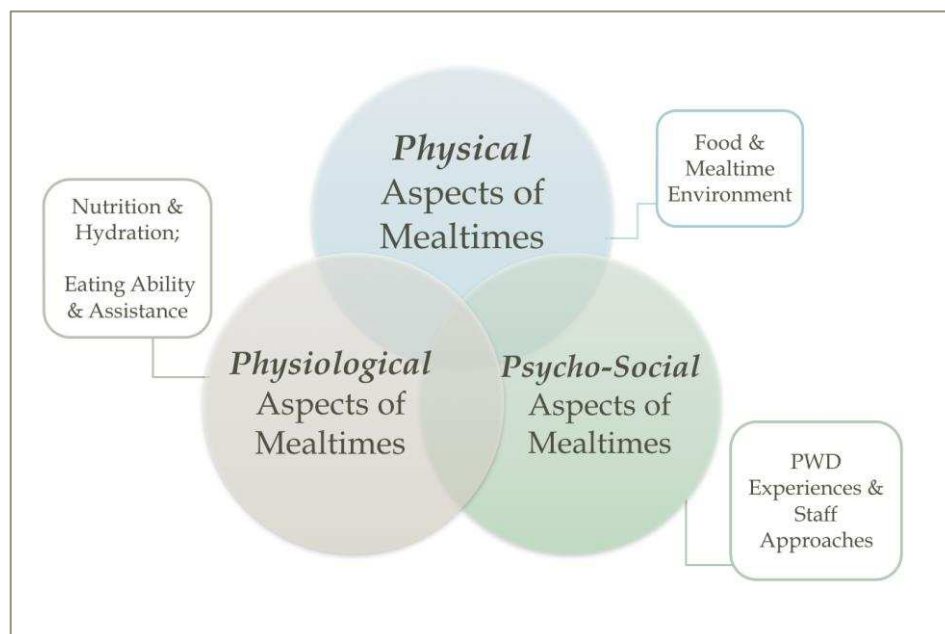 Physical
Aspects of
Mealtimes
Food &
Mealtime
Environment
Nutrition &
Hydration;
Eating Ability
& Assistance
Physiological
Aspects of
Mealtimes
Psycho-Social
Aspects of
Mealtimes
PWD
Experiences &
Staff
Approaches